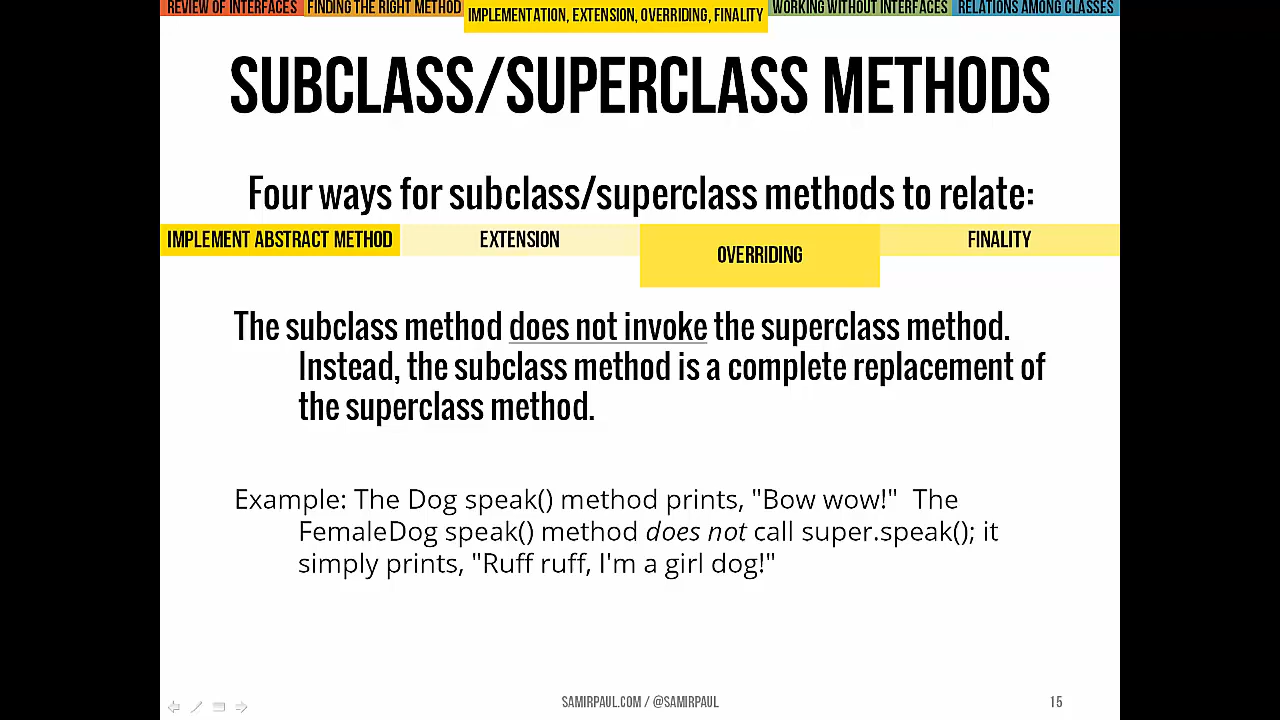 REVIEW OF INTERFACES FINDING THE RIGHT METHOD IMPLEMENTATION, EXTENSION, OVERRIDING, FINALITY WORKING WITHOUT INTERFACES RELATIONS AMONG CLASSES
SUBCLASS/SUPERCLASS METHODS
Four ways for subclass/superclass methods to relate:
IMPLEMENT ABSTRACT METHOD EXTENSION OVERRIDING FINALITY
The subclass method does not invoke the superclass method.
Instead, the subclass method is a complete replacement of
the superclass method.
Example: The Dog speak() method prints, "Bow wow!" The
FemaleDog speak() method does not call super.speak(); it
simply prints, "Ruff ruff, I'm a girl dog!"
SAMIRPAUL.COM / @SAMIRPAUL 15